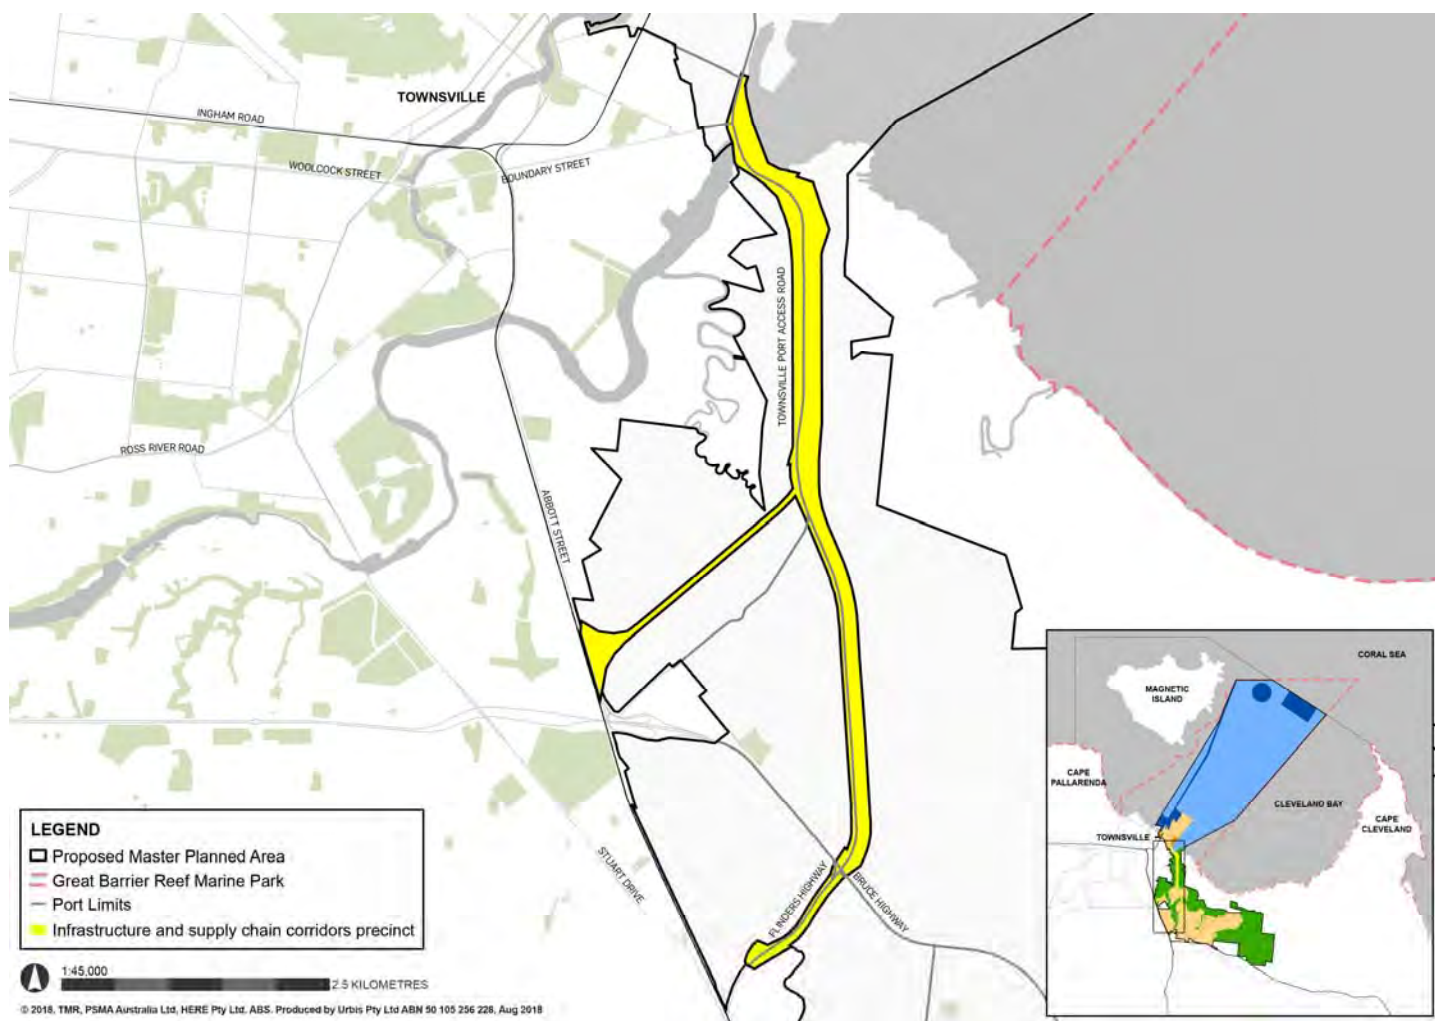 TOWNSVILLE
INGHAM ROAD
WOOLCOCK STREET
BOUNDARY STREET
TOWNSVILLE PORT ACCESS ROAD
ROSS RIVER ROAD
ABBOTT STREET
STUART DRIVE
FLINDERS HIGHWAY
BRUCE HIGHWAY
CORAL SEA
MAGNETIC
ISLAND
CAPE
PALLARENDA
CLEVELAND BAY
CAPE
CLEVELAND
TOWNSVILLE
LEGEND
Proposed Master Planned Area
Great Barrier Reef Marine Park
Port Limits
Infrastructure and supply chain corridors precinct
1:45,000
2.5 KILOMETRES
© 2018, TMR, PSMA Australia Ltd, HERE Pty Ltd, ABS. Produced by Urbis Pty Ltd ABN 50 105 256 228, Aug 2018